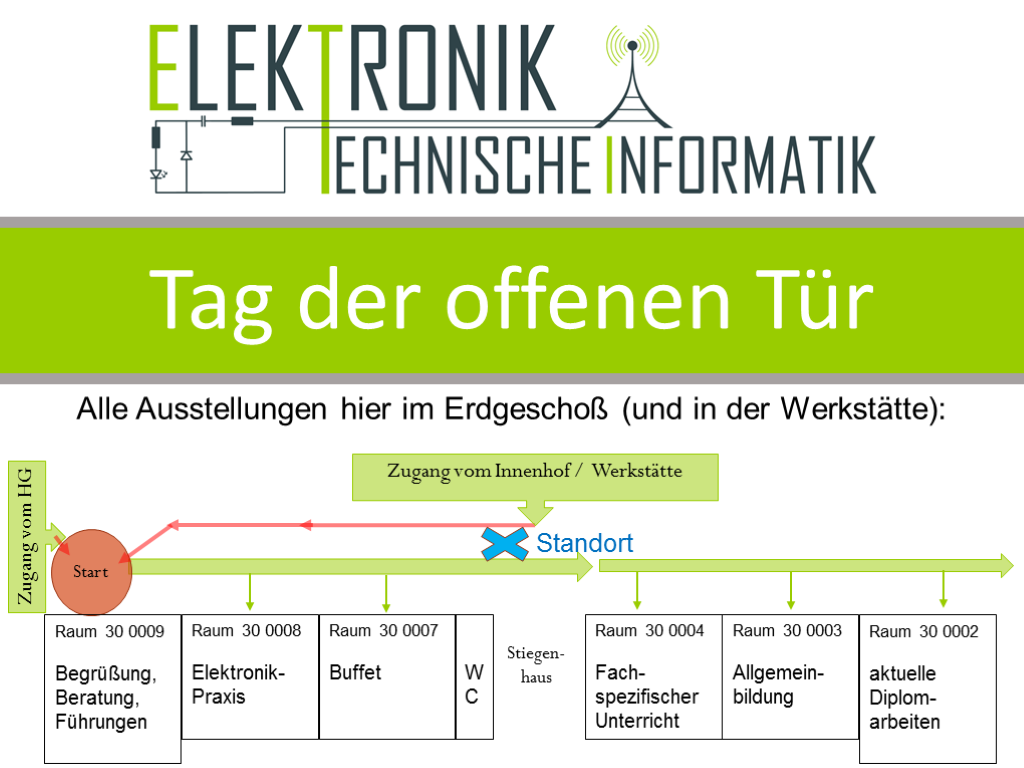 ELEKTRONIK
TECHNISCHE INFORMATIK
Tag der offenen Tür
Alle Ausstellungen hier im Erdgeschoß (und in der Werkstätte):
Zugang vom HG
Zugang vom Innenhof / Werkstätte
Standort
Start
Raum 30 0009
Begrüßung,
Beratung,
Führungen
Raum 30 0008
Elektronik-
Praxis
Raum 30 0007
Buffet
W
C
Stiegen-
haus
Raum 30 0004
Fach-
spezifischer
Unterricht
Raum 30 0003
Allgemein-
bildung
Raum 30 0002
aktuelle
Diplom-
arbeiten